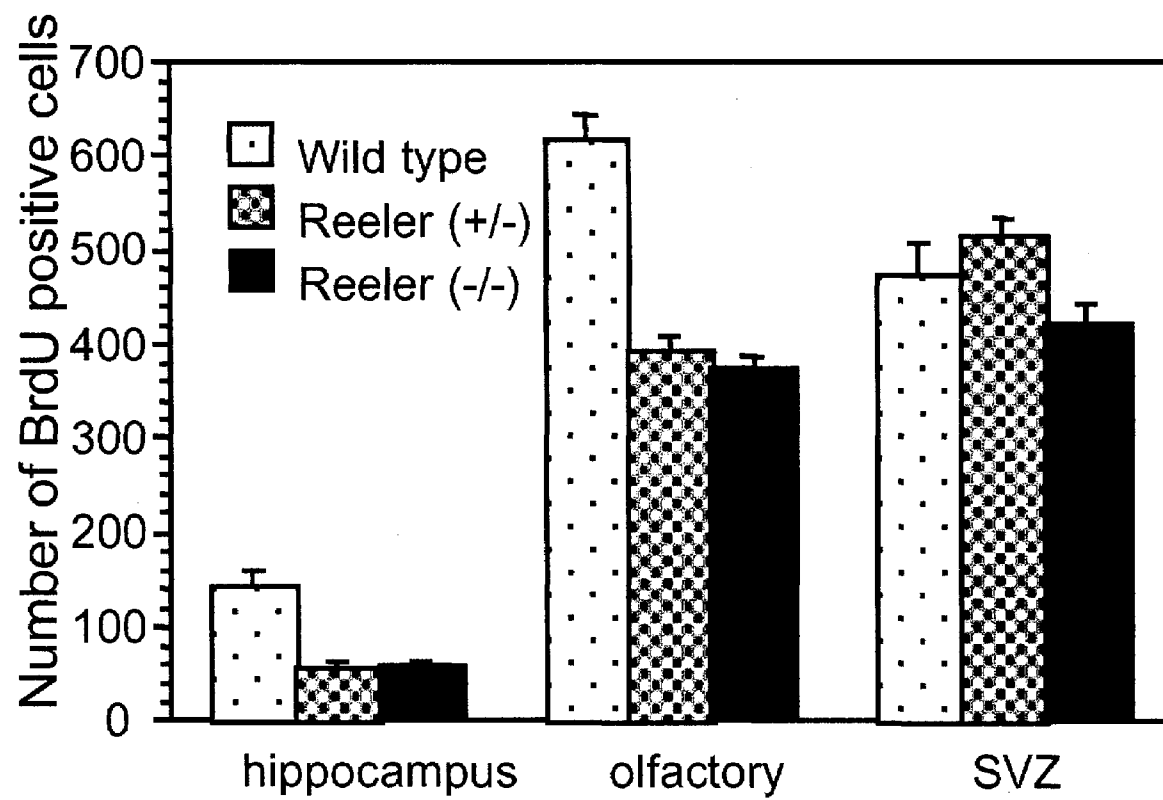 Number of BrdU positive cells
700
600
500
400
300
200
100
0
Wild type
Reeler (+/-)
Reeler (-/-)
hippocampus
olfactory
SVZ